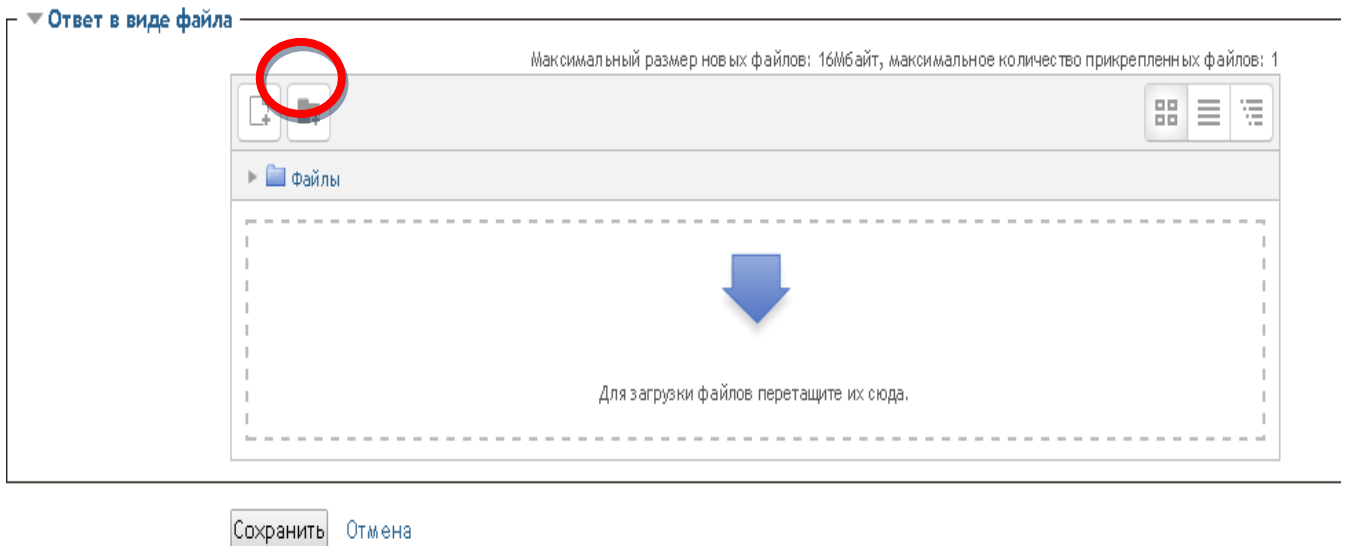 Ответ в виде файла
Максимальный размер новых файлов: 16Мбайт, максимальное количество прикрепленных файлов: 1
Файлы
Для загрузки файлов перетащите их сюда.
Сохранить Отмена